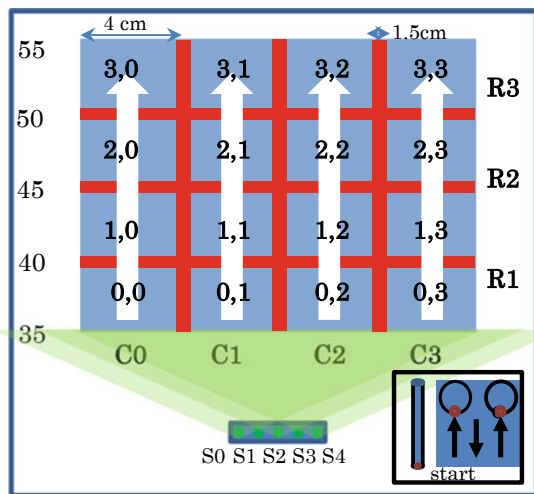 4 cm
1.5cm
55
3,0 3,1 3,2 3,3
R3
50
2,0 2,1 2,2 2,3
R2
45
1,0 1,1 1,2 1,3
40
R1
0,0 0,1 0,2 0,3
35
C0 C1 C2 C3
S0 S1 S2 S3 S4
start